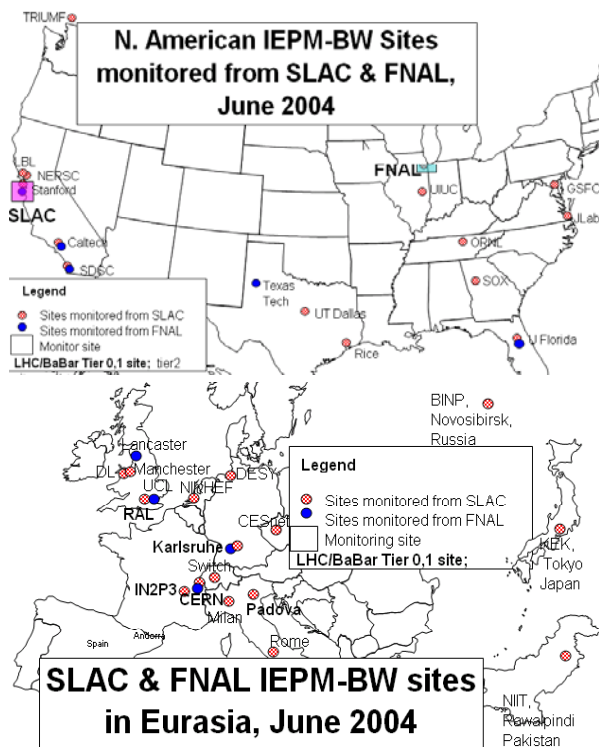 TRIUMF
N. American IEPM-BW Sites
monitored from SLAC & FNAL,
June 2004
LBL
NERSC
Stanford
SLAC
FNAL
UIUC
GSFC
JLab
Caltech
SDSC
ORNL
SOX
Texas
Tech
UT Dallas
Rice
U Florida
Legend
Sites monitored from SLAC
Sites monitored from FNAL
Monitor site
LHC/BaBar Tier 0,1 site; tier2
BINP,
Novosibirsk,
Russia
Lancaster
DL
Manchester
UCL
NIKHEF
DESY
RAL
CESnet
Karlsruhe
Switch
IN2P3
CERN
Milan
Padova
Rome
Spain
Andorra
Legend
Sites monitored from SLAC
Sites monitored from FNAL
Monitoring site
LHC/BaBar Tier 0,1 site;
KEK,
Tokyo
Japan
SLAC & FNAL IEPM-BW sites
in Eurasia, June 2004
NIIT,
Rawalpindi
Pakistan